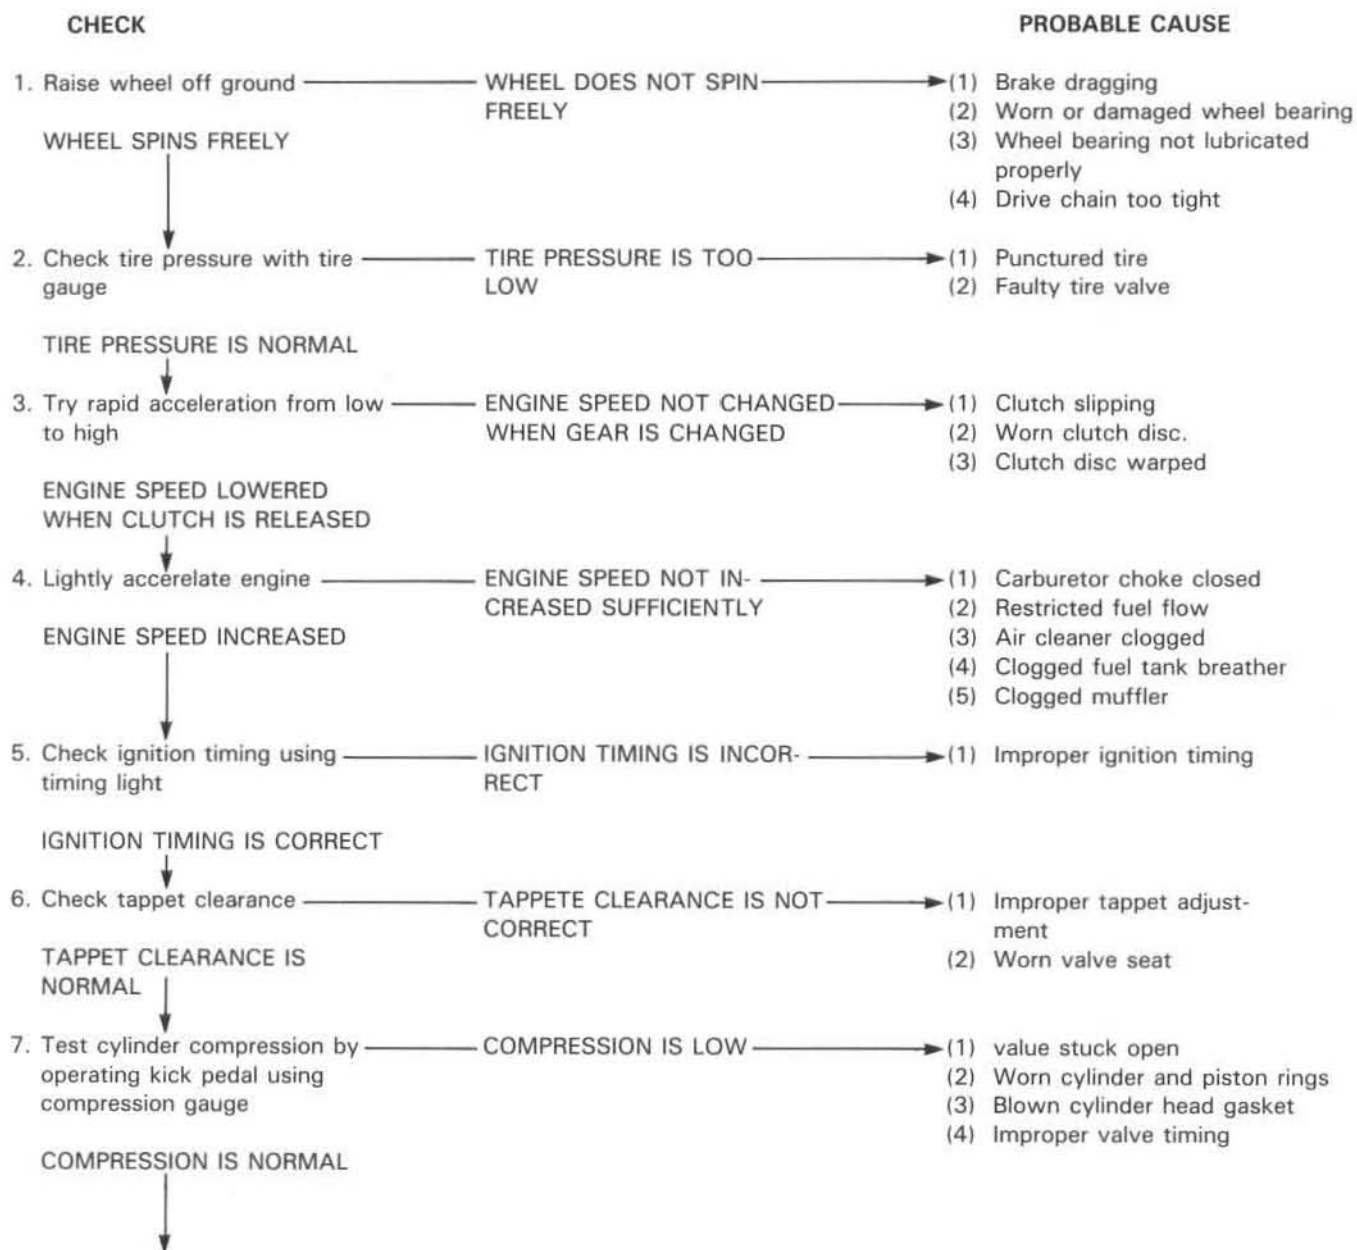 CHECK
PROBABLE CAUSE
1. Raise wheel off ground
WHEEL DOES NOT SPIN
FREELY
(1) Brake dragging
(2) Worn or damaged wheel bearing
(3) Wheel bearing not lubricated
properly
(4) Drive chain too tight
WHEEL SPINS FREELY
2. Check tire pressure with tire
gauge
TIRE PRESSURE IS TOO
LOW
(1) Punctured tire
(2) Faulty tire valve
TIRE PRESSURE IS NORMAL
3. Try rapid acceleration from low
to high
ENGINE SPEED NOT CHANGED
WHEN GEAR IS CHANGED
(1) Clutch slipping
(2) Worn clutch disc.
(3) Clutch disc warped
ENGINE SPEED LOWERED
WHEN CLUTCH IS RELEASED
4. Lightly accerelate engine
ENGINE SPEED NOT IN-
CREASED SUFFICIENTLY
(1) Carburetor choke closed
(2) Restricted fuel flow
(3) Air cleaner clogged
(4) Clogged fuel tank breather
(5) Clogged muffler
ENGINE SPEED INCREASED
5. Check ignition timing using
timing light
IGNITION TIMING IS INCOR-
RECT
(1) Improper ignition timing
IGNITION TIMING IS CORRECT
6. Check tappet clearance
TAPPETE CLEARANCE IS NOT
CORRECT
(1) Improper tappet adjust-
ment
(2) Worn valve seat
TAPPET CLEARANCE IS
NORMAL
7. Test cylinder compression by
operating kick pedal using
compression gauge
COMPRESSION IS LOW
(1) value stuck open
(2) Worn cylinder and piston rings
(3) Blown cylinder head gasket
(4) Improper valve timing
COMPRESSION IS NORMAL